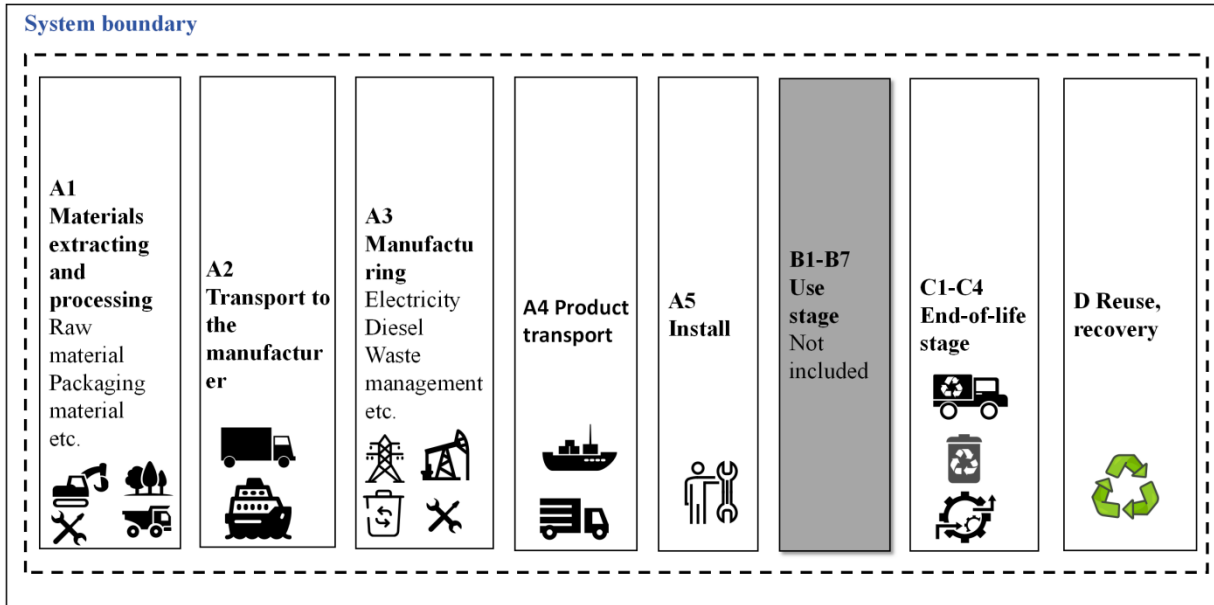 System boundary
A1
Materials
extracting
and
processing
Raw
material
Packaging
material
etc.
A2
Transport to
the
manufactur
er
A3
Manufactu
ring
Electricity
Diesel
Waste
management
etc.
A4 Product
transport
A5
Install
B1-B7
Use
stage
Not
included
C1-C4
End-of-life
stage
D Reuse,
recovery